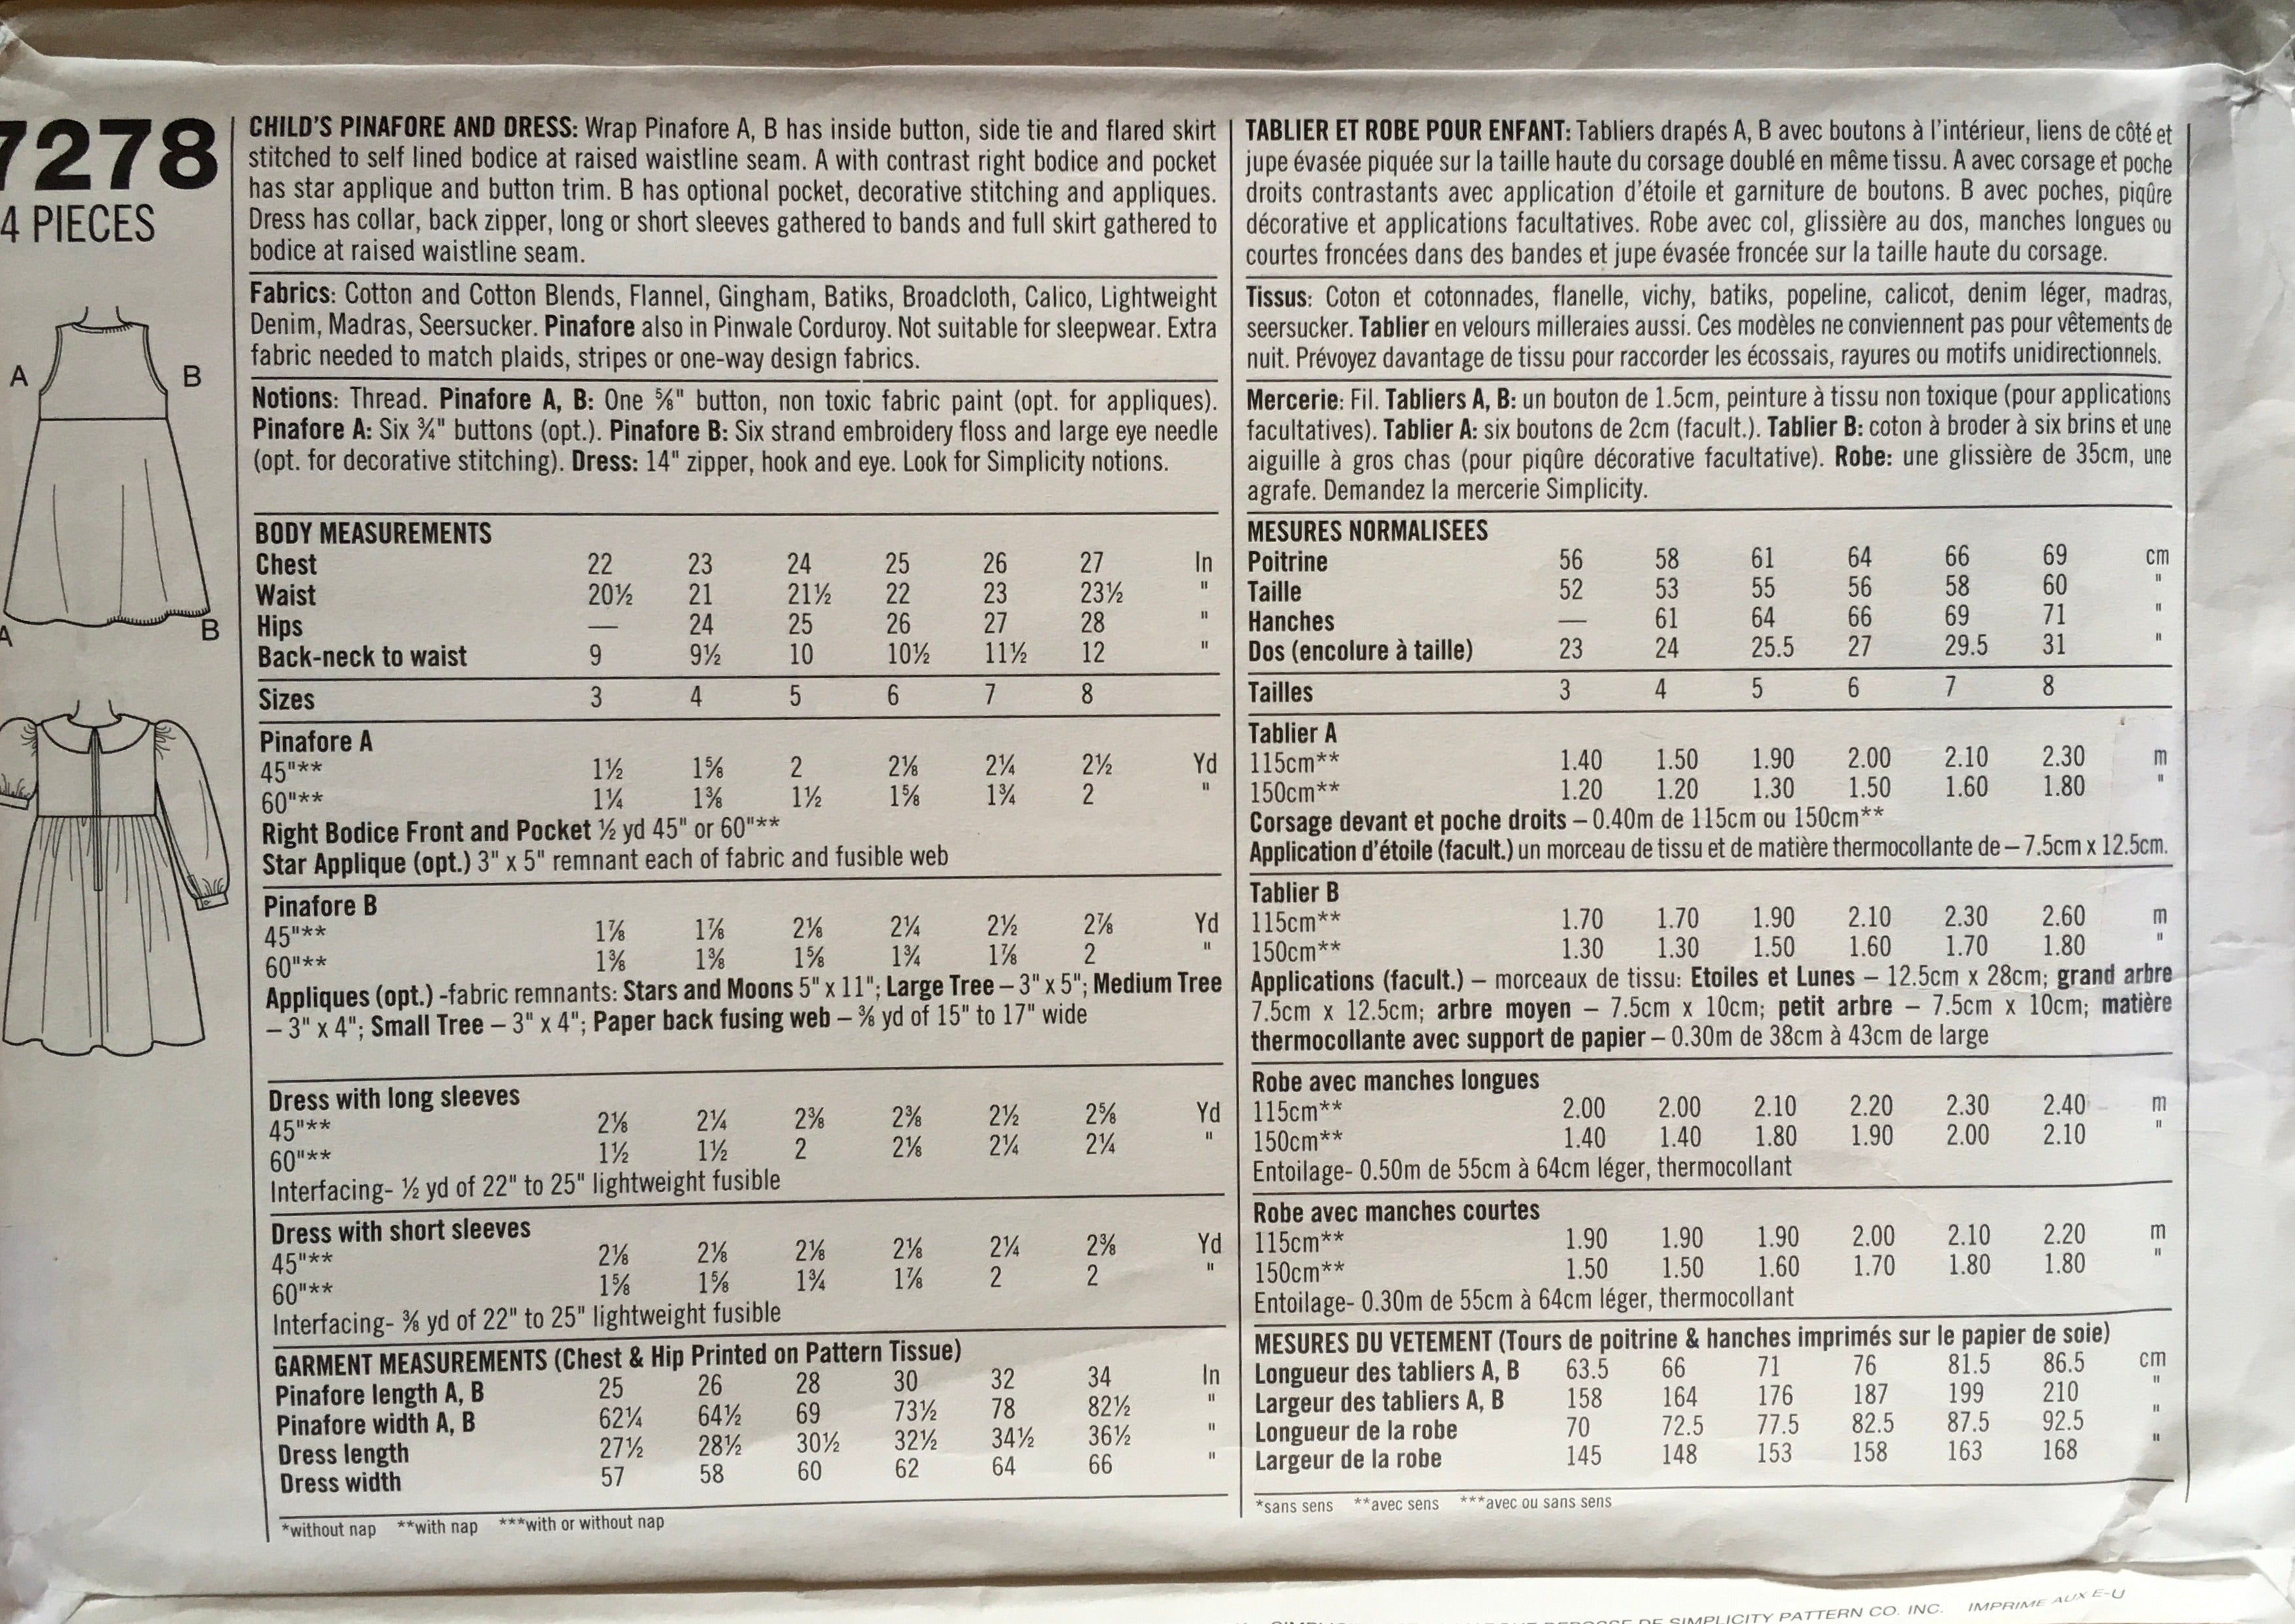 7278
4 PIECES
A
B
A
B
CHILD'S PINAFORE AND DRESS: Wrap Pinafore A, B has inside button, side tie and flared skirt
stitched to self lined bodice at raised waistline seam. A with contrast right bodice and pocket
has star applique and button trim. B has optional pocket, decorative stitching and appliques.
Dress has collar, back zipper, long or short sleeves gathered to bands and full skirt gathered to
bodice at raised waistline seam.
Fabrics: Cotton and Cotton Blends, Flannel, Gingham, Batiks, Broadcloth, Calico, Lightweight
Denim, Madras, Seersucker. Pinafore also in Pinwale Corduroy. Not suitable for sleepwear. Extra
fabric needed to match plaids, stripes or one-way design fabrics.
Notions: Thread. Pinafore A, B: One ⅝" button, non toxic fabric paint (opt. for appliques).
Pinafore A: Six ¾" buttons (opt.). Pinafore B: Six strand embroidery floss and large eye needle
(opt. for decorative stitching). Dress: 14" zipper, hook and eye. Look for Simplicity notions.
BODY MEASUREMENTS
Chest 22 23 24 25 26 27 In
Waist 20½ 21 21½ 22 23 23½ "
Hips — 24 25 26 27 28 "
Back-neck to waist 9 9½ 10 10½ 11½ 12 "
Sizes 3 4 5 6 7 8
Pinafore A
45"** 1½ 1⅝ 2 2⅛ 2¼ 2½ Yd
60"** 1¼ 1⅜ 1½ 1⅝ 1¾ 2 "
Right Bodice Front and Pocket ½ yd 45" or 60"**
Star Applique (opt.) 3" x 5" remnant each of fabric and fusible web
Pinafore B
45"** 1⅞ 1⅞ 2⅛ 2¼ 2½ 2⅞ Yd
60"** 1⅜ 1⅜ 1⅝ 1¾ 1⅞ 2 "
Appliques (opt.) -fabric remnants: Stars and Moons 5" x 11"; Large Tree – 3" x 5"; Medium Tree
– 3" x 4"; Small Tree – 3" x 4"; Paper back fusing web – ⅜ yd of 15" to 17" wide
Dress with long sleeves
45"** 2⅛ 2¼ 2⅜ 2⅜ 2½ 2⅝ Yd
60"** 1½ 1½ 2 2⅛ 2¼ 2¼ "
Interfacing- ½ yd of 22" to 25" lightweight fusible
Dress with short sleeves
45"** 2⅛ 2⅛ 2⅛ 2⅛ 2¼ 2⅜ Yd
60"** 1⅝ 1⅝ 1¾ 1⅞ 2 2 "
Interfacing- ⅜ yd of 22" to 25" lightweight fusible
GARMENT MEASUREMENTS (Chest & Hip Printed on Pattern Tissue)
Pinafore length A, B 25 26 28 30 32 34 In
Pinafore width A, B 62¼ 64½ 69 73½ 78 82½ "
Dress length 27½ 28½ 30½ 32½ 34½ 36½ "
Dress width 57 58 60 62 64 66 "
*without nap **with nap ***with or without nap
TABLIER ET ROBE POUR ENFANT: Tabliers drapés A, B avec boutons à l'intérieur, liens de côté et
jupe évasée piquée sur la taille haute du corsage doublé en même tissu. A avec corsage et poche
droits contrastants avec application d'étoile et garniture de boutons. B avec poches, piqûre
décorative et applications facultatives. Robe avec col, glissière au dos, manches longues ou
courtes froncées dans des bandes et jupe évasée froncée sur la taille haute du corsage.
Tissus: Coton et cotonnades, flanelle, vichy, batiks, popeline, calicot, denim léger, madras,
seersucker. Tablier en velours milleraies aussi. Ces modèles ne conviennent pas pour vêtements de
nuit. Prévoyez davantage de tissu pour raccorder les écossais, rayures ou motifs unidirectionnels.
Mercerie: Fil. Tabliers A, B: un bouton de 1.5cm, peinture à tissu non toxique (pour applications
facultatives). Tablier A: six boutons de 2cm (facult.). Tablier B: coton à broder à six brins et une
aiguille à gros chas (pour piqûre décorative facultative). Robe: une glissière de 35cm, une
agrafe. Demandez la mercerie Simplicity.
MESURES NORMALISEES
Poitrine 56 58 61 64 66 69 cm
Taille 52 53 55 56 58 60 "
Hanches — 61 64 66 69 71 "
Dos (encolure à taille) 23 24 25.5 27 29.5 31 "
Tailles 3 4 5 6 7 8
Tablier A
115cm** 1.40 1.50 1.90 2.00 2.10 2.30 m
150cm** 1.20 1.20 1.30 1.50 1.60 1.80 "
Corsage devant et poche droits – 0.40m de 115cm ou 150cm**
Application d'étoile (facult.) un morceau de tissu et de matière thermocollante de – 7.5cm x 12.5cm.
Tablier B
115cm** 1.70 1.70 1.90 2.10 2.30 2.60 m
150cm** 1.30 1.30 1.50 1.60 1.70 1.80 "
Applications (facult.) – morceaux de tissu: Etoiles et Lunes – 12.5cm x 28cm; grand arbre
7.5cm x 12.5cm; arbre moyen – 7.5cm x 10cm; petit arbre – 7.5cm x 10cm; matière
thermocollante avec support de papier – 0.30m de 38cm à 43cm de large
Robe avec manches longues
115cm** 2.00 2.00 2.10 2.20 2.30 2.40 m
150cm** 1.40 1.40 1.80 1.90 2.00 2.10 "
Entoilage- 0.50m de 55cm à 64cm léger, thermocollant
Robe avec manches courtes
115cm** 1.90 1.90 1.90 2.00 2.10 2.20 m
150cm** 1.50 1.50 1.60 1.70 1.80 1.80 "
Entoilage- 0.30m de 55cm à 64cm léger, thermocollant
MESURES DU VETEMENT (Tours de poitrine & hanches imprimés sur le papier de soie)
Longueur des tabliers A, B 63.5 66 71 76 81.5 86.5 cm
Largeur des tabliers A, B 158 164 176 187 199 210 "
Longueur de la robe 70 72.5 77.5 82.5 87.5 92.5 "
Largeur de la robe 145 148 153 158 163 168 "
*sans sens **avec sens ***avec ou sans sens
DE SIMPLICITY PATTERN CO. INC. IMPRIME AUX E-U